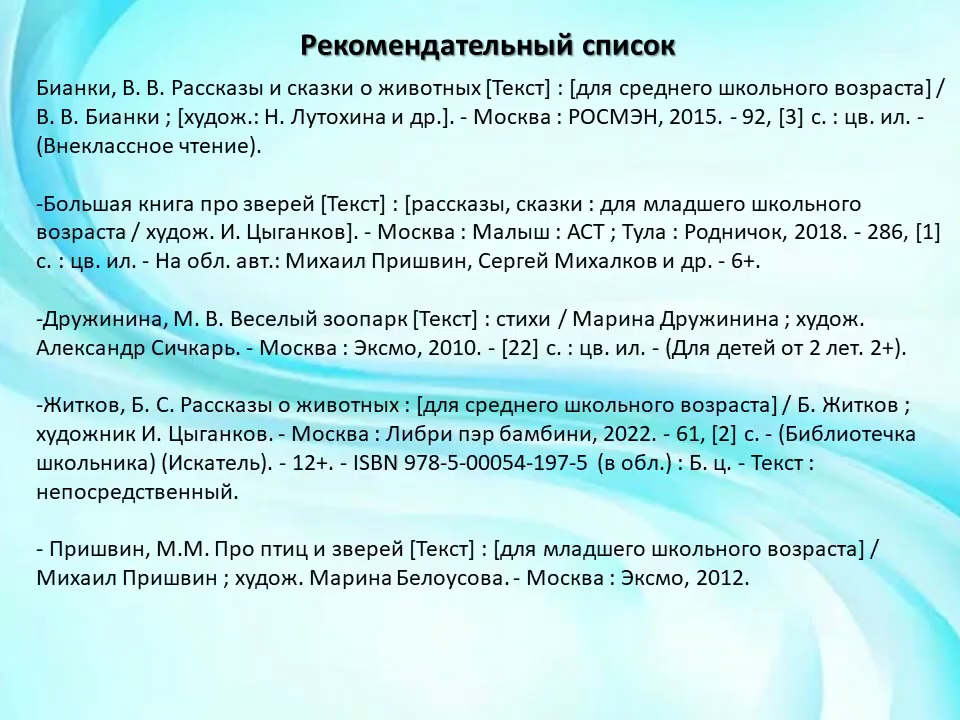 Рекомендательный список
Бианки, В. В. Рассказы и сказки о животных [Текст] : [для среднего школьного возраста] /
В. В. Бианки ; [худож.: Н. Лутохина и др.]. - Москва : РОСМЭН, 2015. - 92, [3] с. : цв. ил. -
(Внеклассное чтение).
-Большая книга про зверей [Текст] : [рассказы, сказки : для младшего школьного
возраста / худож. И. Цыганков]. - Москва : Малыш : АСТ ; Тула : Родничок, 2018. - 286, [1]
с. : цв. ил. - На обл. авт.: Михаил Пришвин, Сергей Михалков и др. - 6+.
-Дружинина, М. В. Веселый зоопарк [Текст] : стихи / Марина Дружинина ; худож.
Александр Сичкарь. - Москва : Эксмо, 2010. - [22] с. : цв. ил. - (Для детей от 2 лет. 2+).
-Житков, Б. С. Рассказы о животных : [для среднего школьного возраста] / Б. Житков ;
художник И. Цыганков. - Москва : Либри пэр бамбини, 2022. - 61, [2] с. - (Библиотечка
школьника) (Искатель). - 12+. - ISBN 978-5-00054-197-5 (в обл.) : Б. ц. - Текст :
непосредственный.
- Пришвин, М.М. Про птиц и зверей [Текст] : [для младшего школьного возраста] /
Михаил Пришвин ; худож. Марина Белоусова. - Москва : Эксмо, 2012.